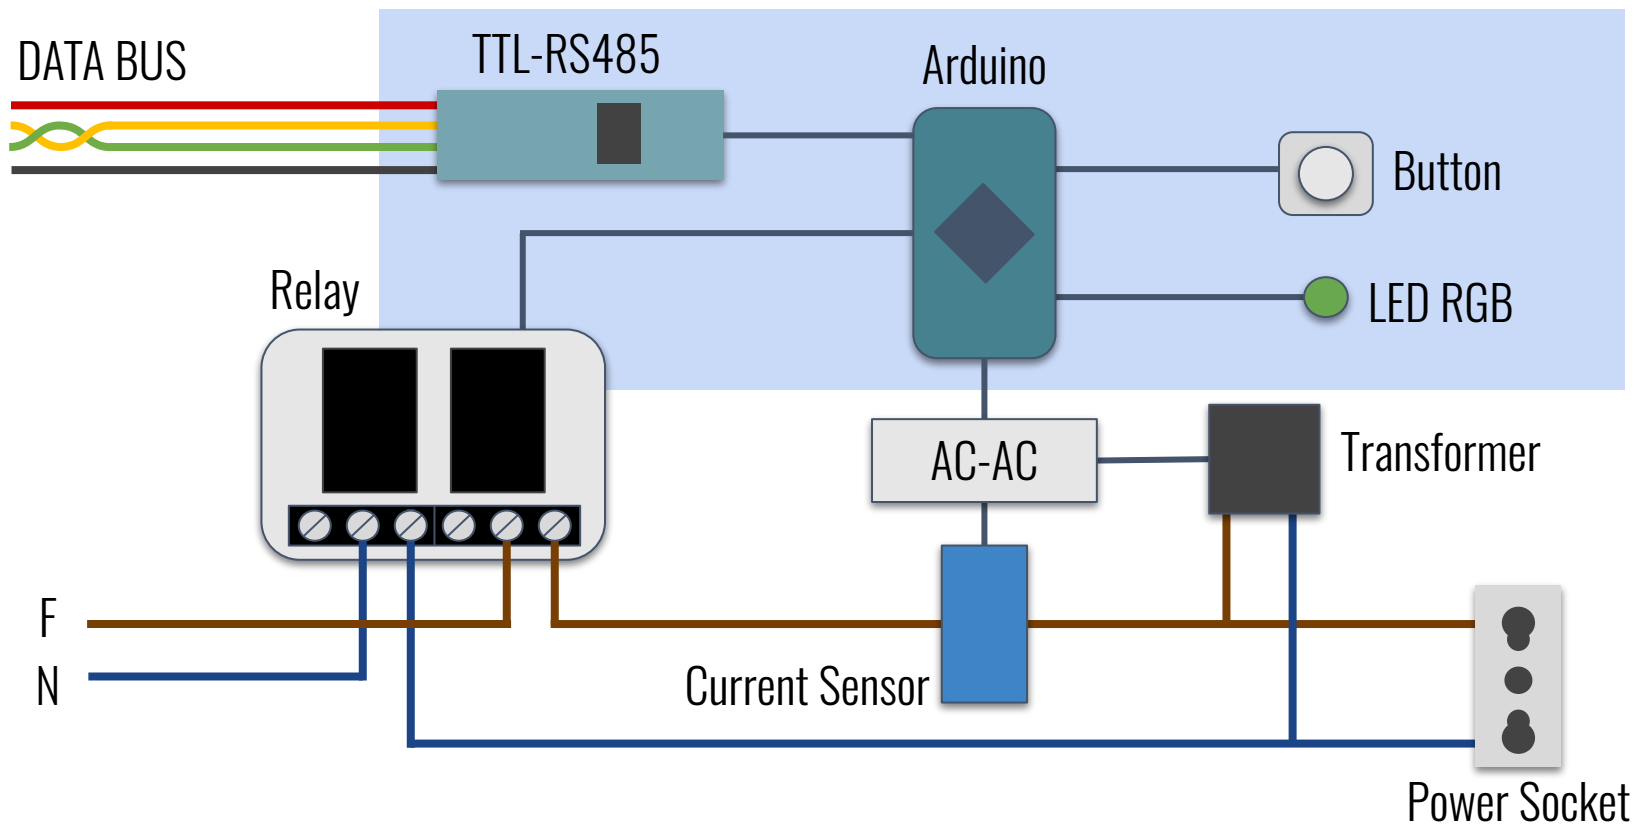 DATA BUS
TTL-RS485
Arduino
Button
Relay
LED RGB
AC-AC
Transformer
F
N
Current Sensor
Power Socket